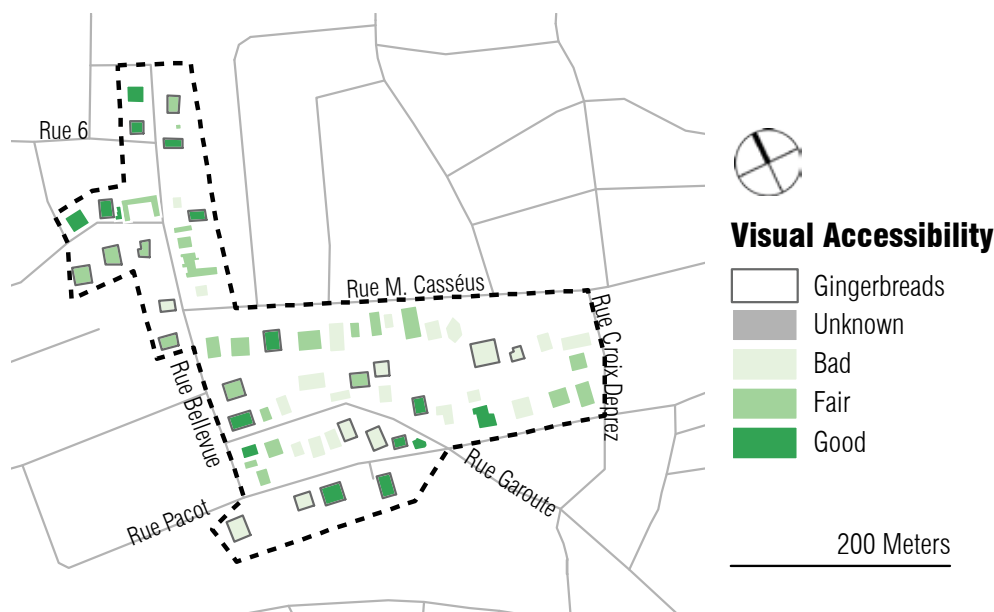 Rue 6
Rue M. Casséus
Rue Croix Deprez
Rue Bellevue
Rue Garoute
Rue Pacot
Visual Accessibility
Gingerbreads
Unknown
Bad
Fair
Good
200 Meters